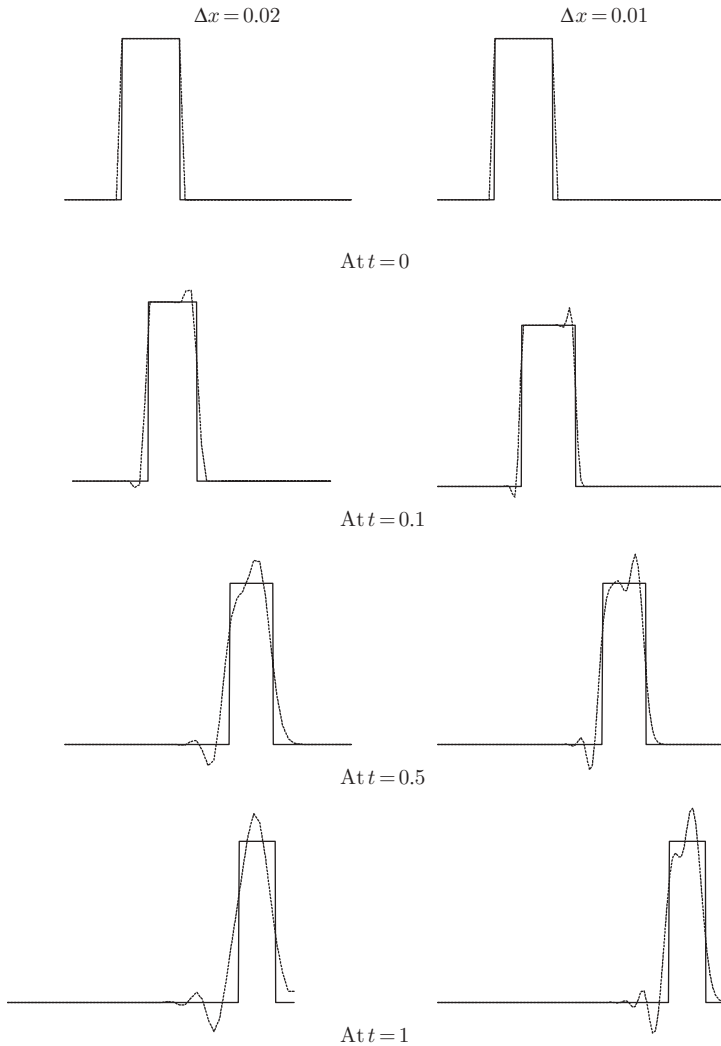 Δx = 0.02
Δx = 0.01
At t = 0
At t = 0.1
At t = 0.5
At t = 1